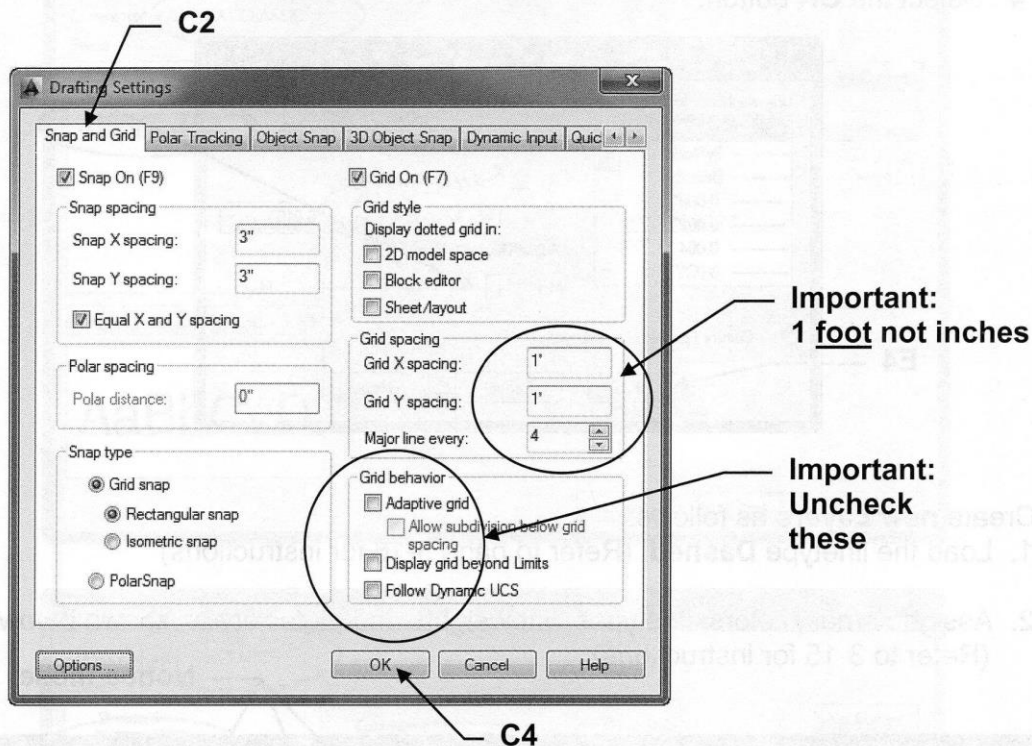 C2
Drafting Settings
Snap and Grid Polar Tracking Object Snap 3D Object Snap Dynamic Input Quic
Snap On (F9)
Snap spacing
Snap X spacing: 3"
Snap Y spacing: 3"
Equal X and Y spacing
Polar spacing
Polar distance: 0"
Snap type
Grid snap
Rectangular snap
Isometric snap
PolarSnap
Grid On (F7)
Grid style
Display dotted grid in:
2D model space
Block editor
Sheet/layout
Grid spacing
Grid X spacing: 1'
Grid Y spacing: 1'
Major line every: 4
Grid behavior
Adaptive grid
Allow subdivision below grid
spacing
Display grid beyond Limits
Follow Dynamic UCS
Options... OK Cancel Help
Important:
1 foot not inches
Important:
Uncheck
these
C4